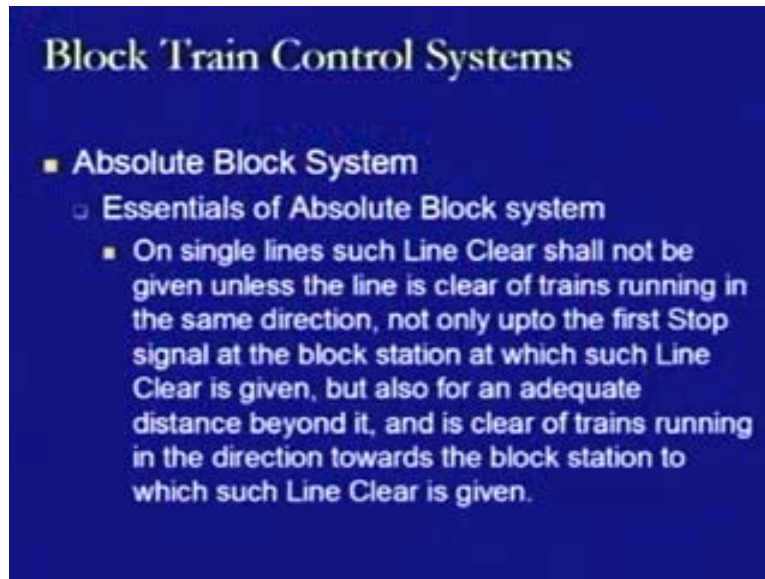 Block Train Control Systems
Absolute Block System
Essentials of Absolute Block system
On single lines such Line Clear shall not be
given unless the line is clear of trains running in
the same direction, not only upto the first Stop
signal at the block station at which such Line
Clear is given, but also for an adequate
distance beyond it, and is clear of trains running
in the direction towards the block station to
which such Line Clear is given.